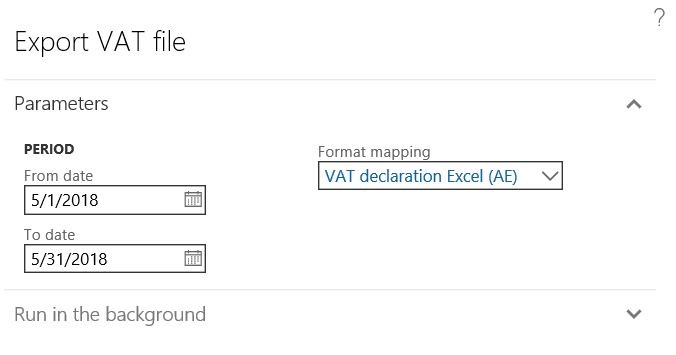 ?
Export VAT file
Parameters
PERIOD
From date
5/1/2018
To date
5/31/2018
Format mapping
VAT declaration Excel (AE)
Run in the background